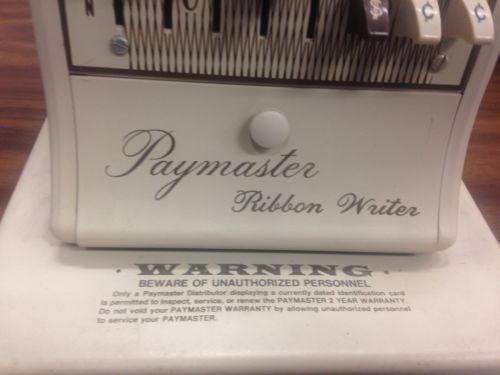 N
$ ¢ ¢
Paymaster
Ribbon Writer
· WARNING ·
BEWARE OF UNAUTHORIZED PERSONNEL
Only a Paymaster Distributor displaying a currently dated identification card
is permitted to inspect, service, or renew the PAYMASTER 2 YEAR WARRANTY.
Do not void your PAYMASTER WARRANTY by allowing unauthorized personnel
to service your PAYMASTER.